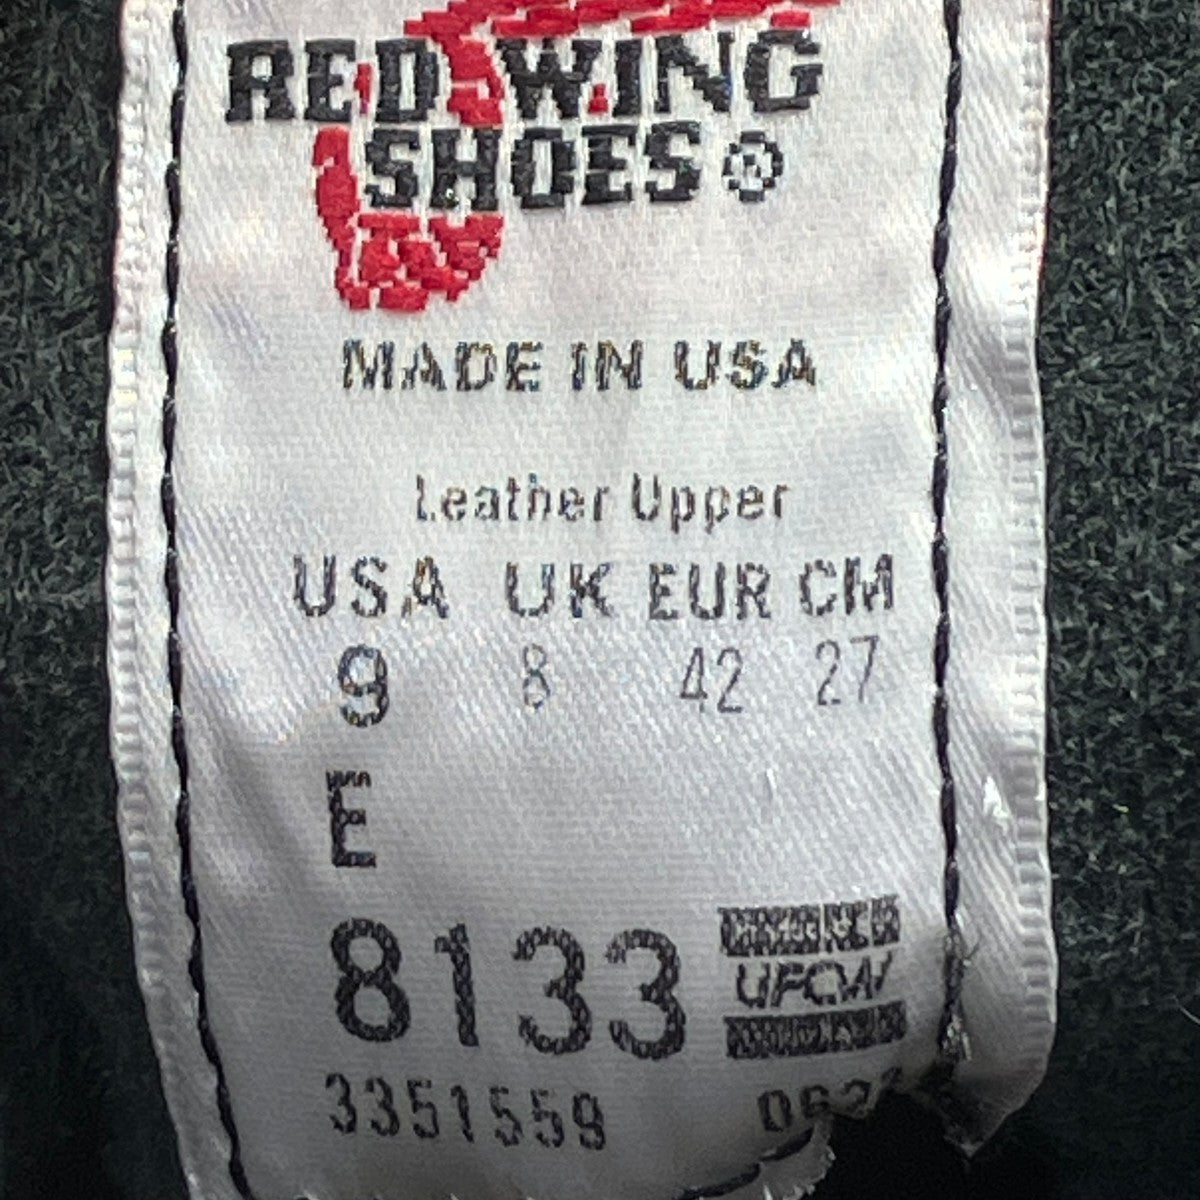 RED WING
SHOES ®
MADE IN USA
Leather Upper
USA UK EUR CM
9 8 42 27
E
8133
UFCW
3351559